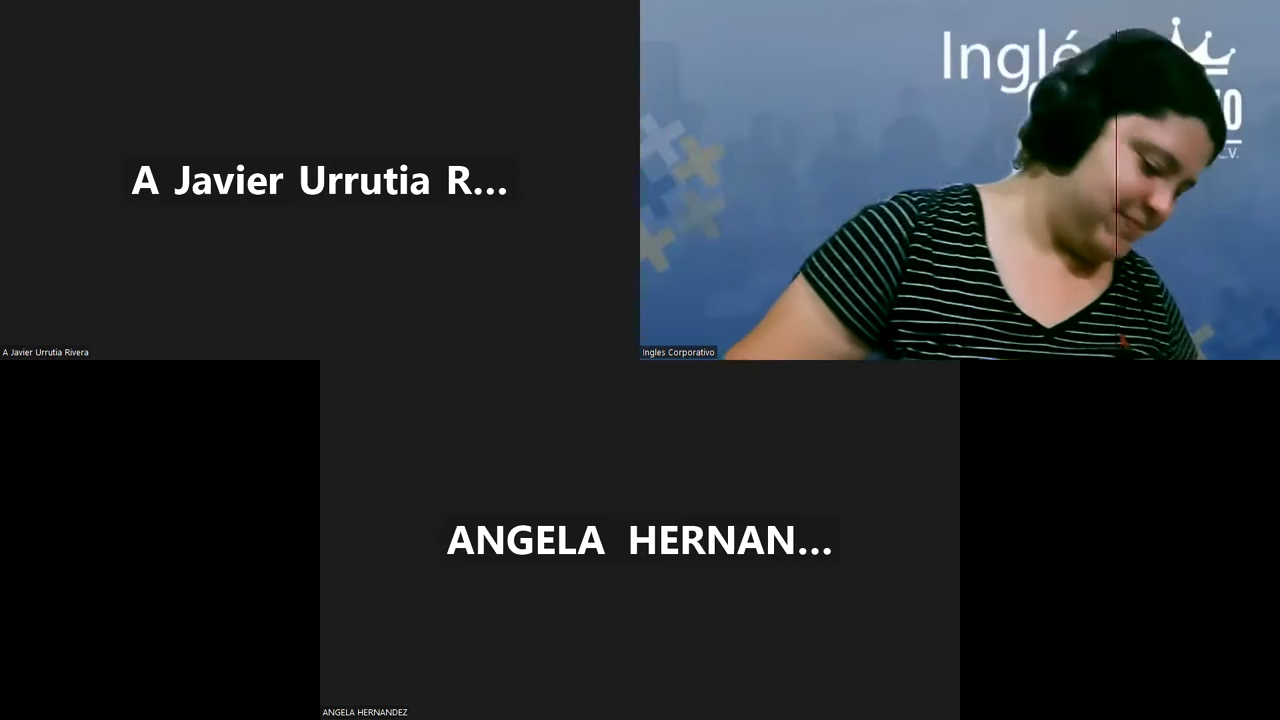 A Javier Urrutia R...
A Javier Urrutia Rivera
Inglé
Ingles Corporativo
ANGELA HERNAN...
ANGELA HERNANDEZ